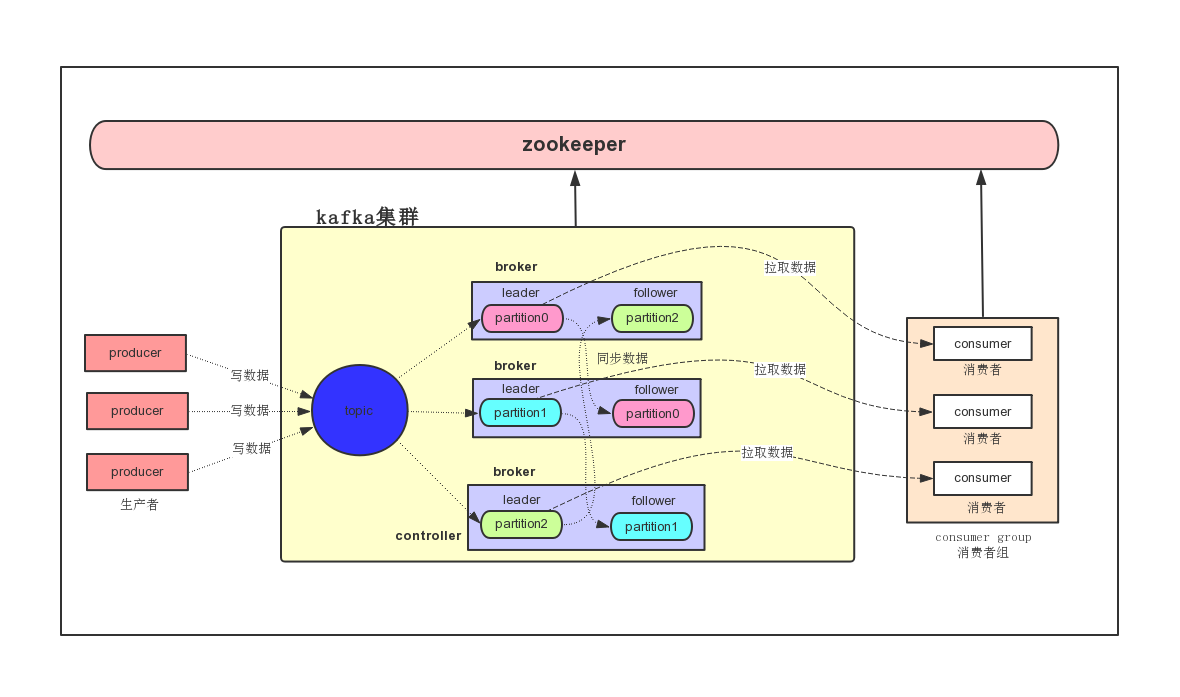 zookeeper
kafka集群
broker
leader
follower
partition0
partition2
拉取数据
producer
写数据
producer
写数据
producer
写数据
生产者
topic
同步数据
broker
leader
follower
partition1
partition0
拉取数据
broker
leader
follower
partition2
partition1
controller
拉取数据
consumer
消费者
consumer
消费者
consumer
消费者
consumer group
消费者组